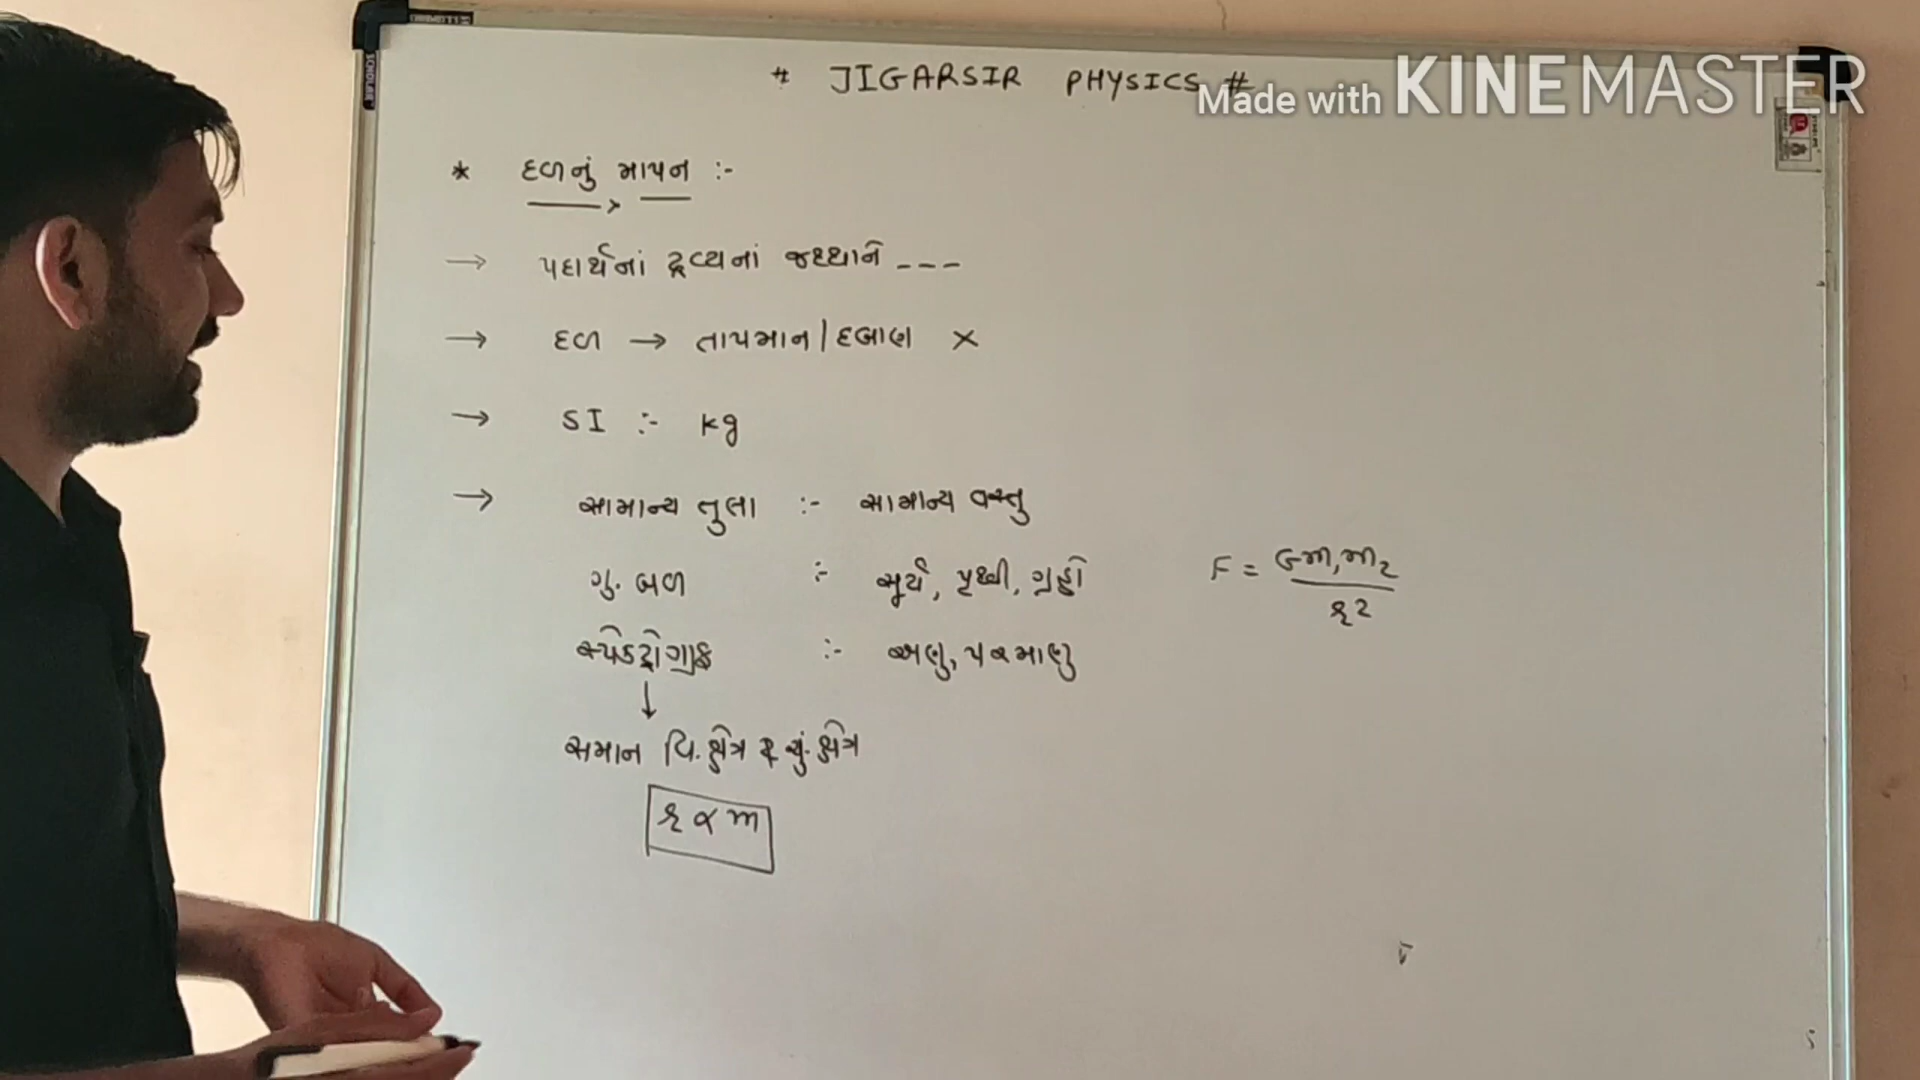 # JIGARSIR PHYSICS #
Made with KINEMASTER
* દળનું માપન :-
→ પદાર્થનાં દ્રવ્યનાં જથ્થાને ---
→ દળ → તાપમાન/દબાણ ×
→ SI :- kg
→ સામાન્ય તુલા :- સામાન્ય વસ્તુ
ગુ. બળ :- સૂર્ય, પૃથ્વી, ગ્રહો
F = Gm₁m₂ / r²
સ્પેકટ્રોગ્રાફ :- અણુ, પરમાણુ
↓
સમાન વિ. ક્ષેત્ર ને ચું. ક્ષેત્ર
r ∝ m